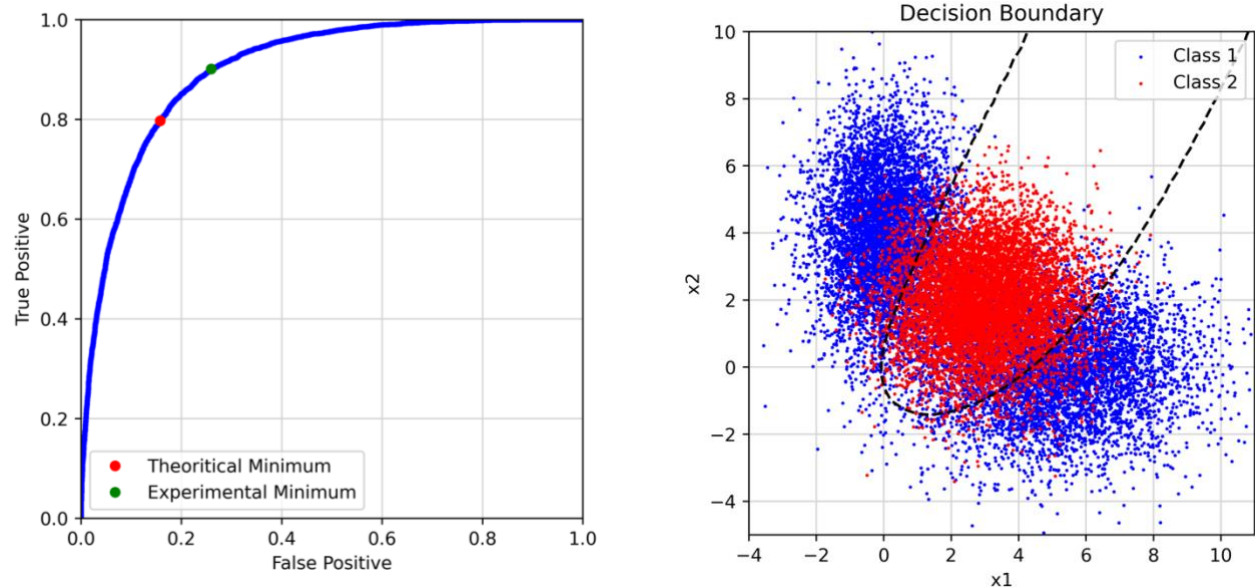 1.0
0.8
0.6
0.4
0.2
0.0
True Positive
Theoritical Minimum
Experimental Minimum
0.0 0.2 0.4 0.6 0.8 1.0
False Positive
Decision Boundary
10
8
6
4
2
0
−2
−4
x2
Class 1
Class 2
−4 −2 0 2 4 6 8 10
x1